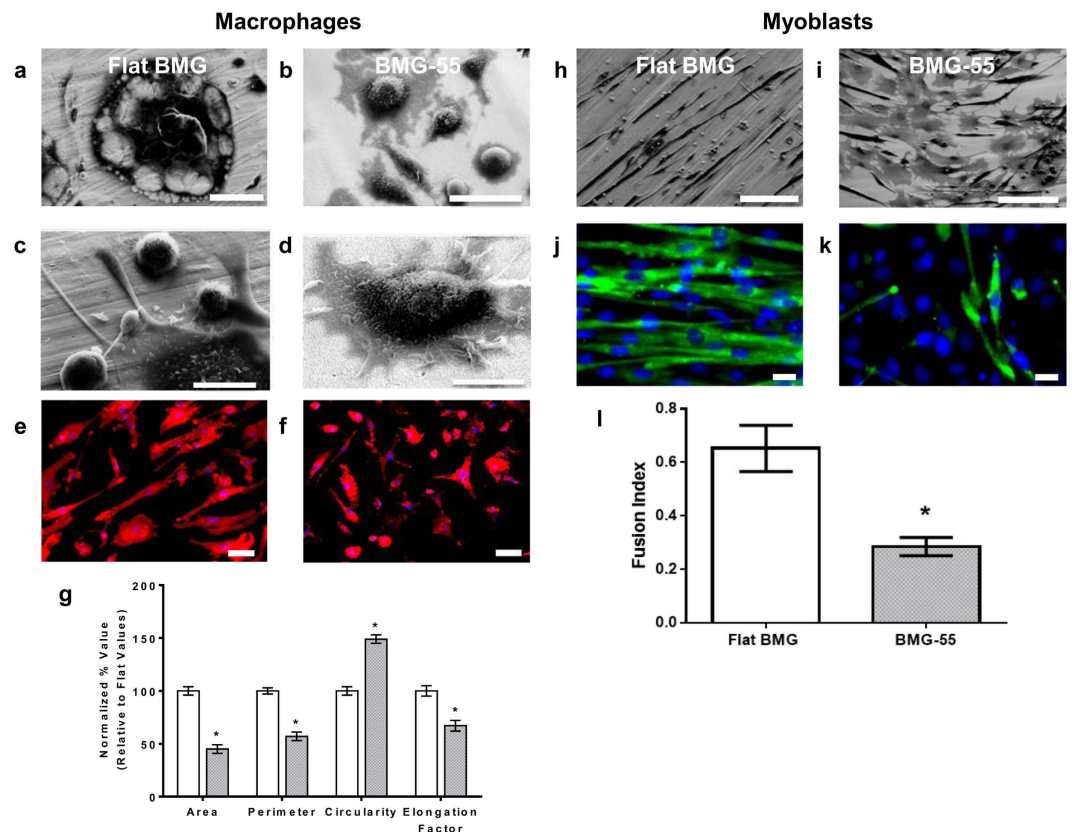 Macrophages
Myoblasts
a
Flat BMG
b
BMG-55
h
Flat BMG
i
BMG-55
c
d
j
k
e
f
l
0.8
0.6
0.4
0.2
0.0
Fusion Index
*
Flat BMG
BMG-55
g
200
150
100
50
0
Normalized % Value
(Relative to Flat Values)
*
*
*
*
Area
Perimeter
Circularity
Elongation
Factor